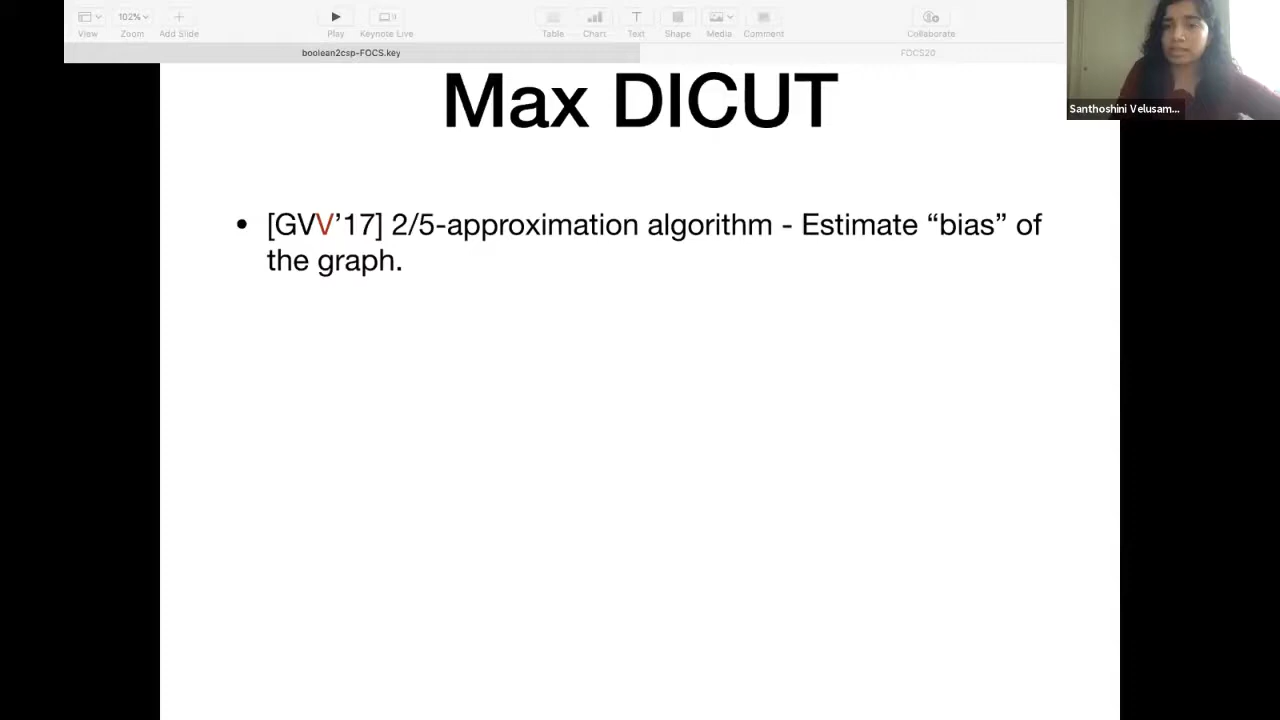 View
102%
Zoom
Add Slide
Play
Keynote Live
Table
Chart
T
Text
Shape
Media
Comment
Collaborate
boolean2csp-FOCS.key
FOCS20
Santhoshini Velusam...
Max DICUT
• [GVV’17] 2/5-approximation algorithm - Estimate “bias” of
the graph.